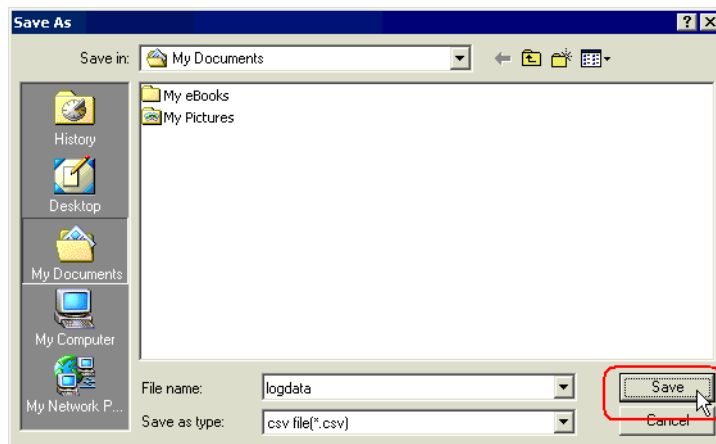 Save As
Save in: My Documents
My eBooks
My Pictures
History
Desktop
My Documents
My Computer
My Network P...
File name: logdata
Save as type: csv file(*.csv)
Save
Cancel